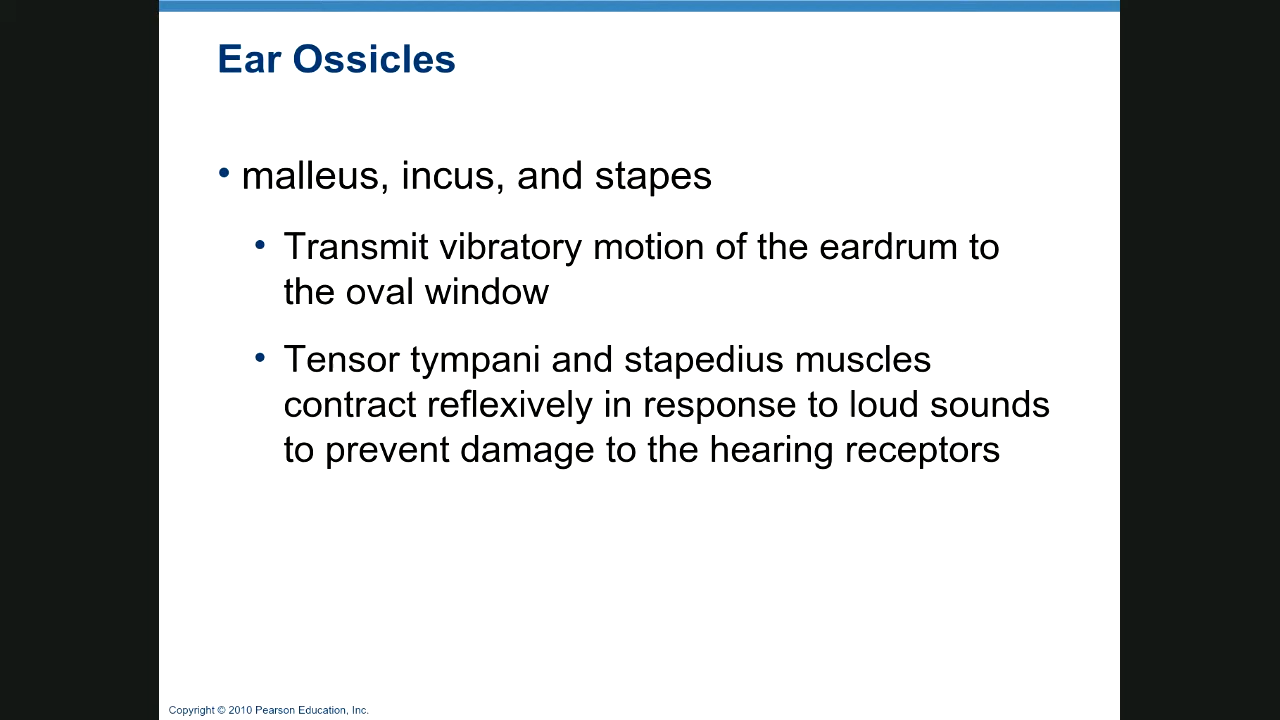 Ear Ossicles
• malleus, incus, and stapes
• Transmit vibratory motion of the eardrum to
the oval window
• Tensor tympani and stapedius muscles
contract reflexively in response to loud sounds
to prevent damage to the hearing receptors
Copyright © 2010 Pearson Education, Inc.